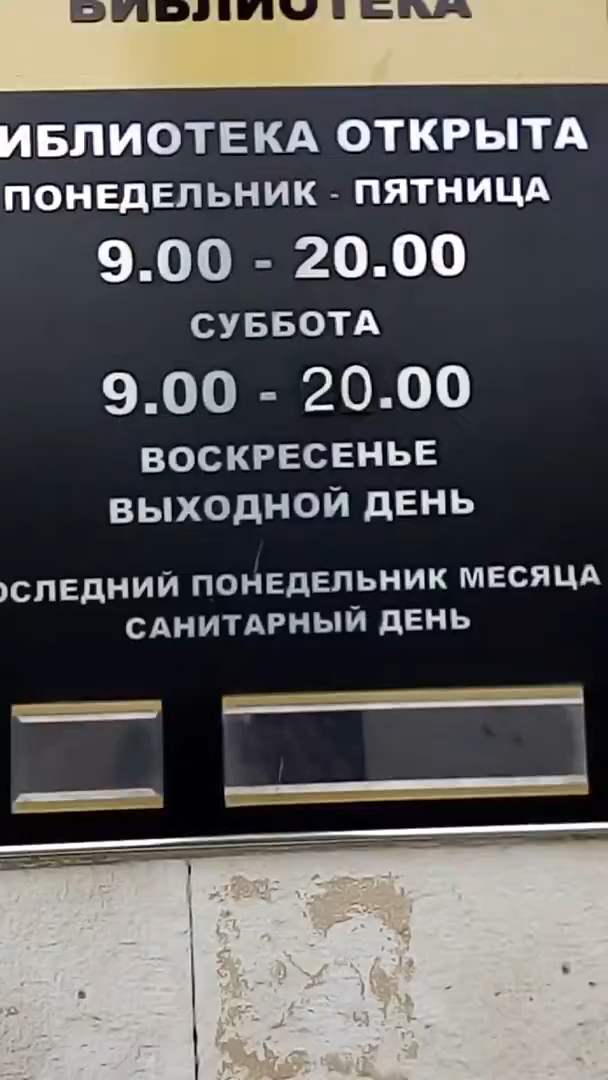 БИБЛИОТЕКА
БИБЛИОТЕКА ОТКРЫТА
ПОНЕДЕЛЬНИК - ПЯТНИЦА
9.00 - 20.00
СУББОТА
9.00 - 20.00
ВОСКРЕСЕНЬЕ
ВЫХОДНОЙ ДЕНЬ
ПОСЛЕДНИЙ ПОНЕДЕЛЬНИК МЕСЯЦА
САНИТАРНЫЙ ДЕНЬ